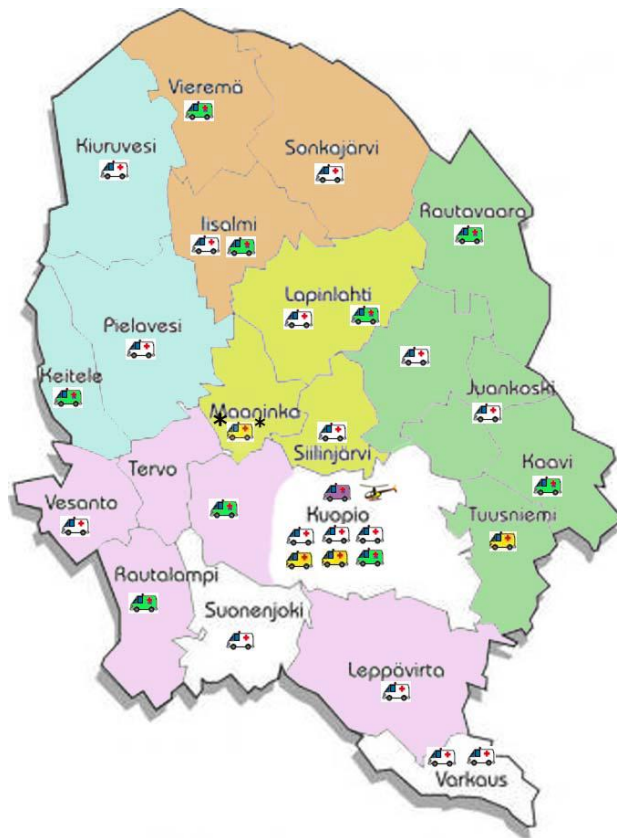 Vieremä
Kiuruvesi
Sonkajärvi
Iisalmi
Rautavaara
Lapinlahti
Pielavesi
Keitele
Juankoski
Maaninka
* *
Siilinjärvi
Tervo
Kaavi
Vesanto
Kuopio
Tuusniemi
Rautalampi
Suonenjoki
Leppävirta
Varkaus